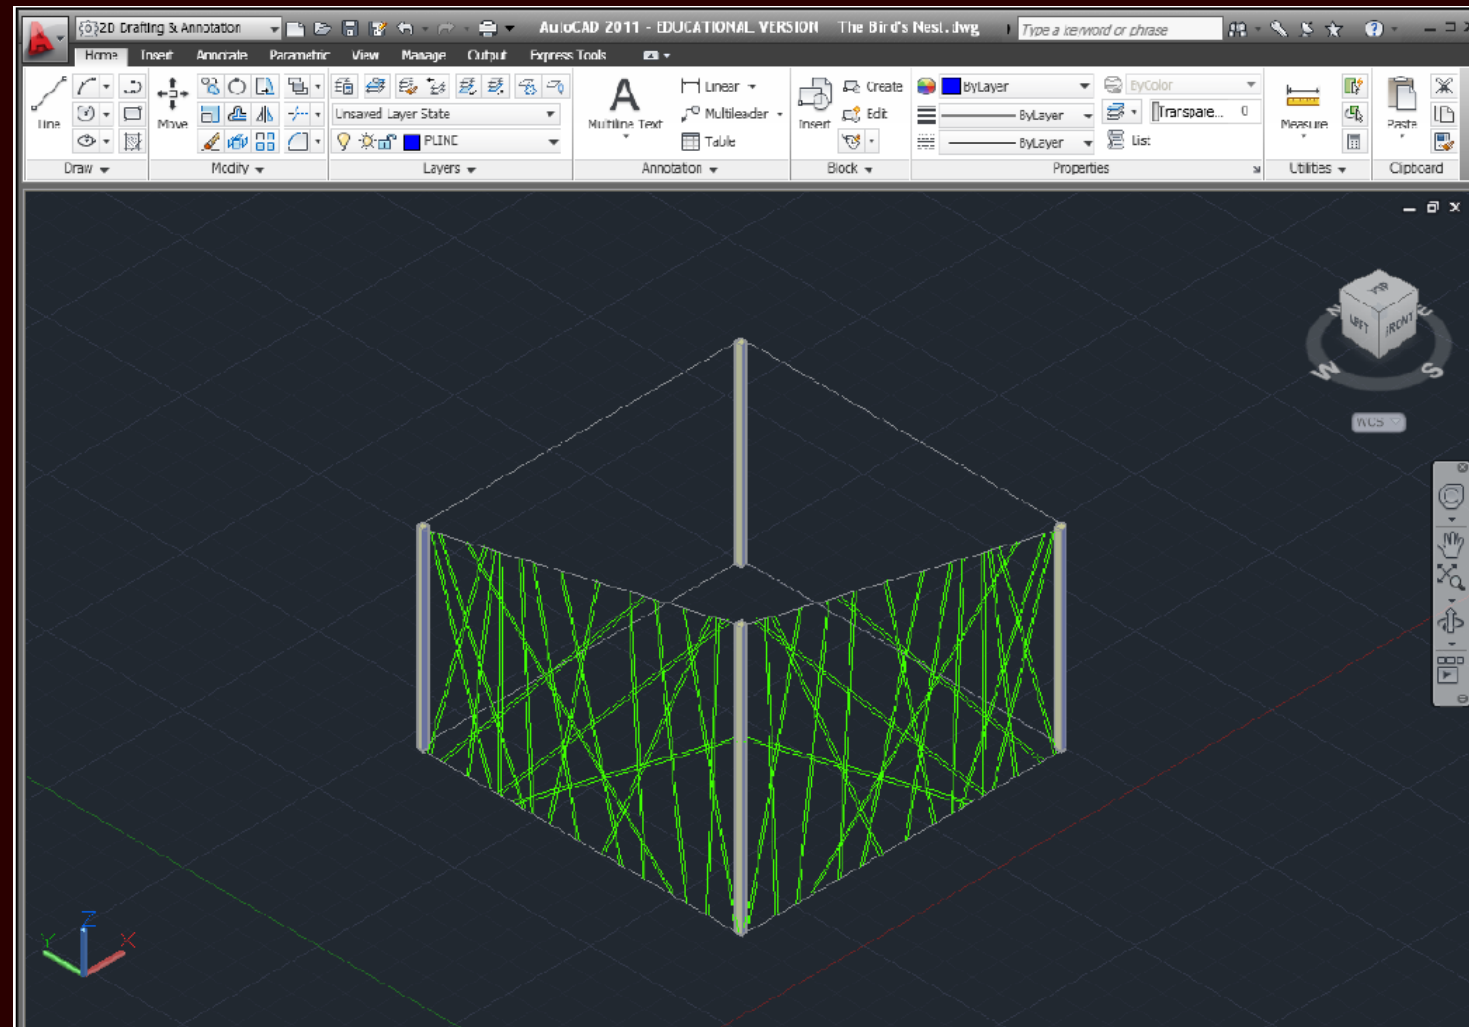 2D Drafting & Annotation
AutoCAD 2011 - EDUCATIONAL VERSION The Bird's Nest.dwg
Type a keyword or phrase
Home Insert Annotate Parametric View Manage Output Express Tools
Line
Move
Unsaved Layer State
PLINE
Multiline Text
Linear
Multileader
Table
Insert
Create
Edit
ByLayer
ByLayer
ByLayer
ByColor
Transpare... 0
List
Measure
Paste
Draw Modify Layers Annotation Block Properties Utilities Clipboard
TOP
LEFT FRONT
N E
W S
WCS
Z
Y X